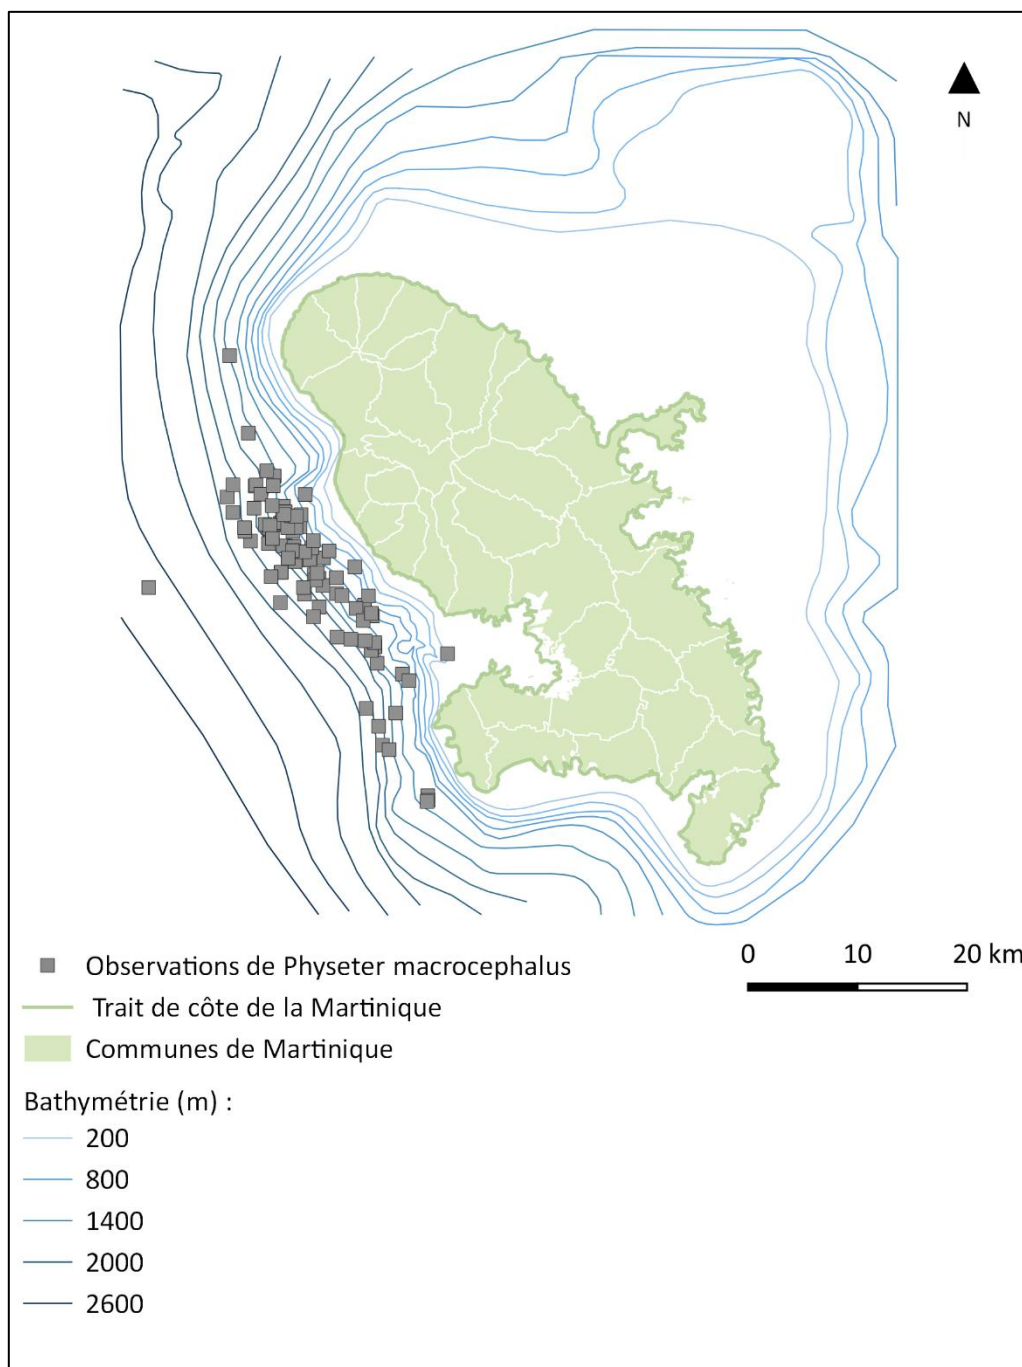 N
0 10 20 km
Observations de Physeter macrocephalus
Trait de côte de la Martinique
Communes de Martinique
Bathymétrie (m) :
200
800
1400
2000
2600